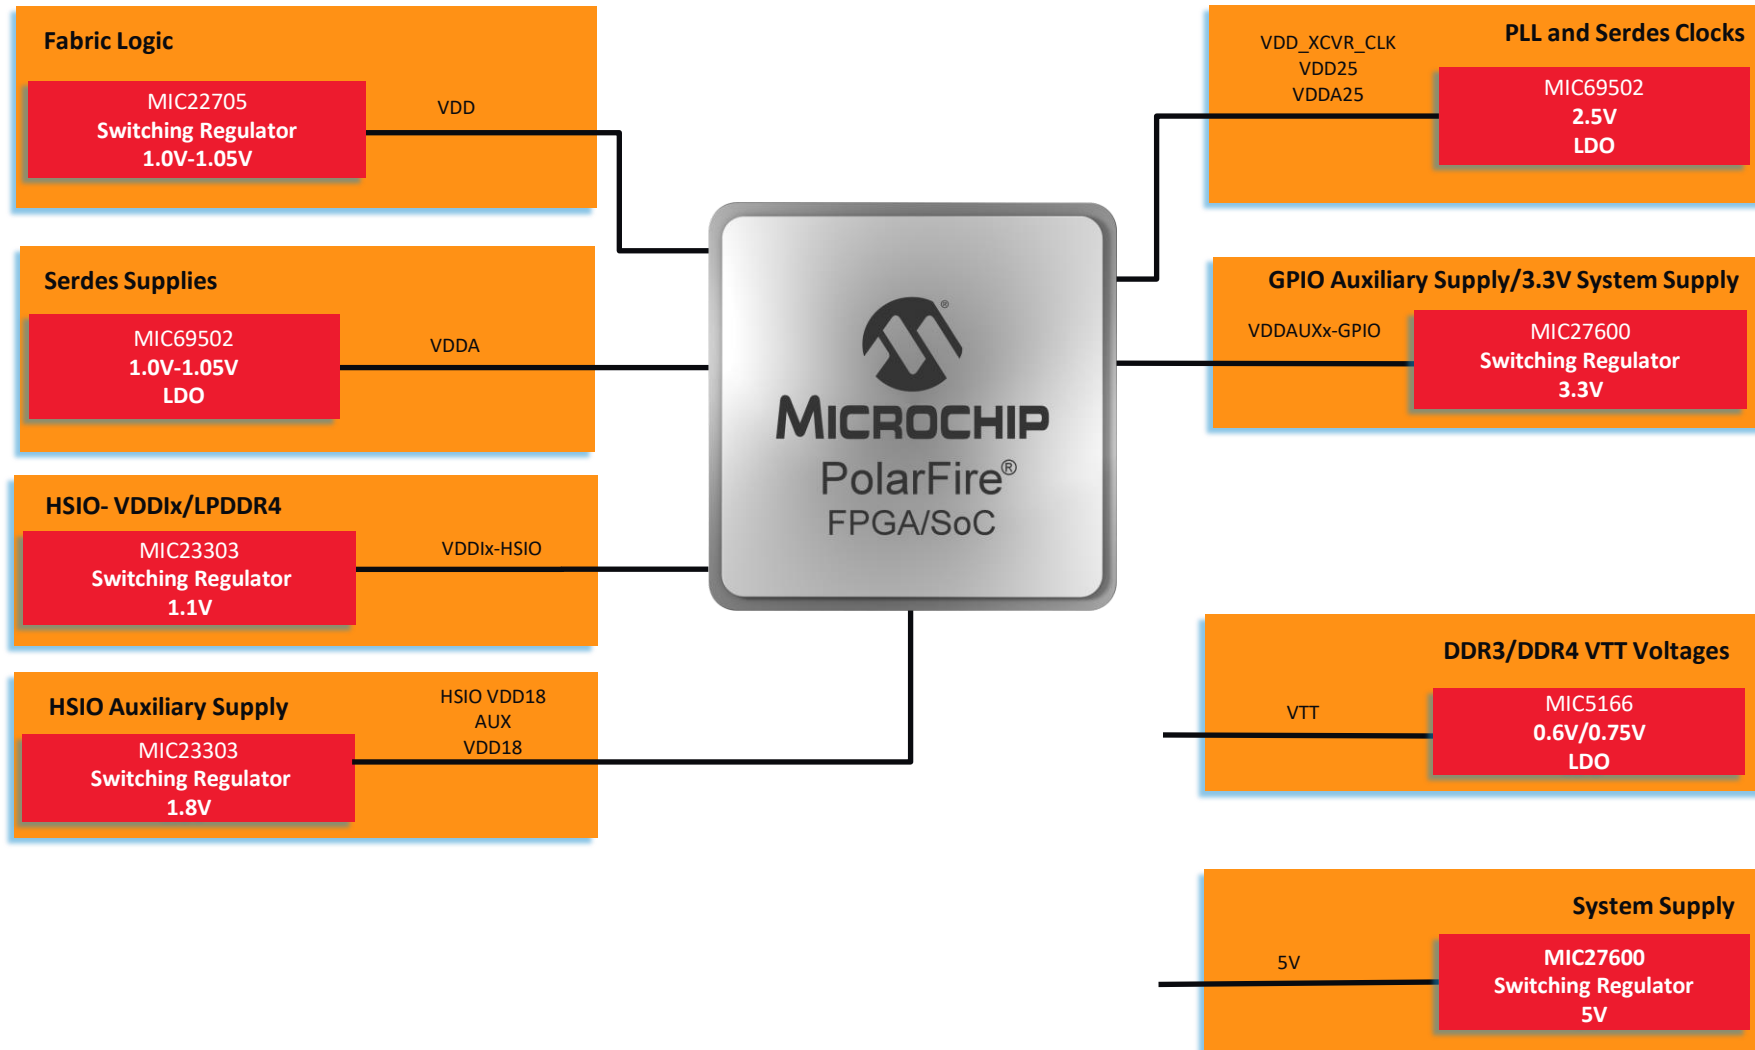 Fabric Logic
MIC22705
Switching Regulator
1.0V-1.05V
VDD
Serdes Supplies
MIC69502
1.0V-1.05V
LDO
VDDA
HSIO- VDDIx/LPDDR4
MIC23303
Switching Regulator
1.1V
VDDIx-HSIO
HSIO Auxiliary Supply
MIC23303
Switching Regulator
1.8V
HSIO VDD18
AUX
VDD18
®
MICROCHIP
PolarFire®
FPGA/SoC
PLL and Serdes Clocks
VDD_XCVR_CLK
VDD25
VDDA25
MIC69502
2.5V
LDO
GPIO Auxiliary Supply/3.3V System Supply
VDDAUXx-GPIO
MIC27600
Switching Regulator
3.3V
DDR3/DDR4 VTT Voltages
VTT
MIC5166
0.6V/0.75V
LDO
System Supply
5V
MIC27600
Switching Regulator
5V